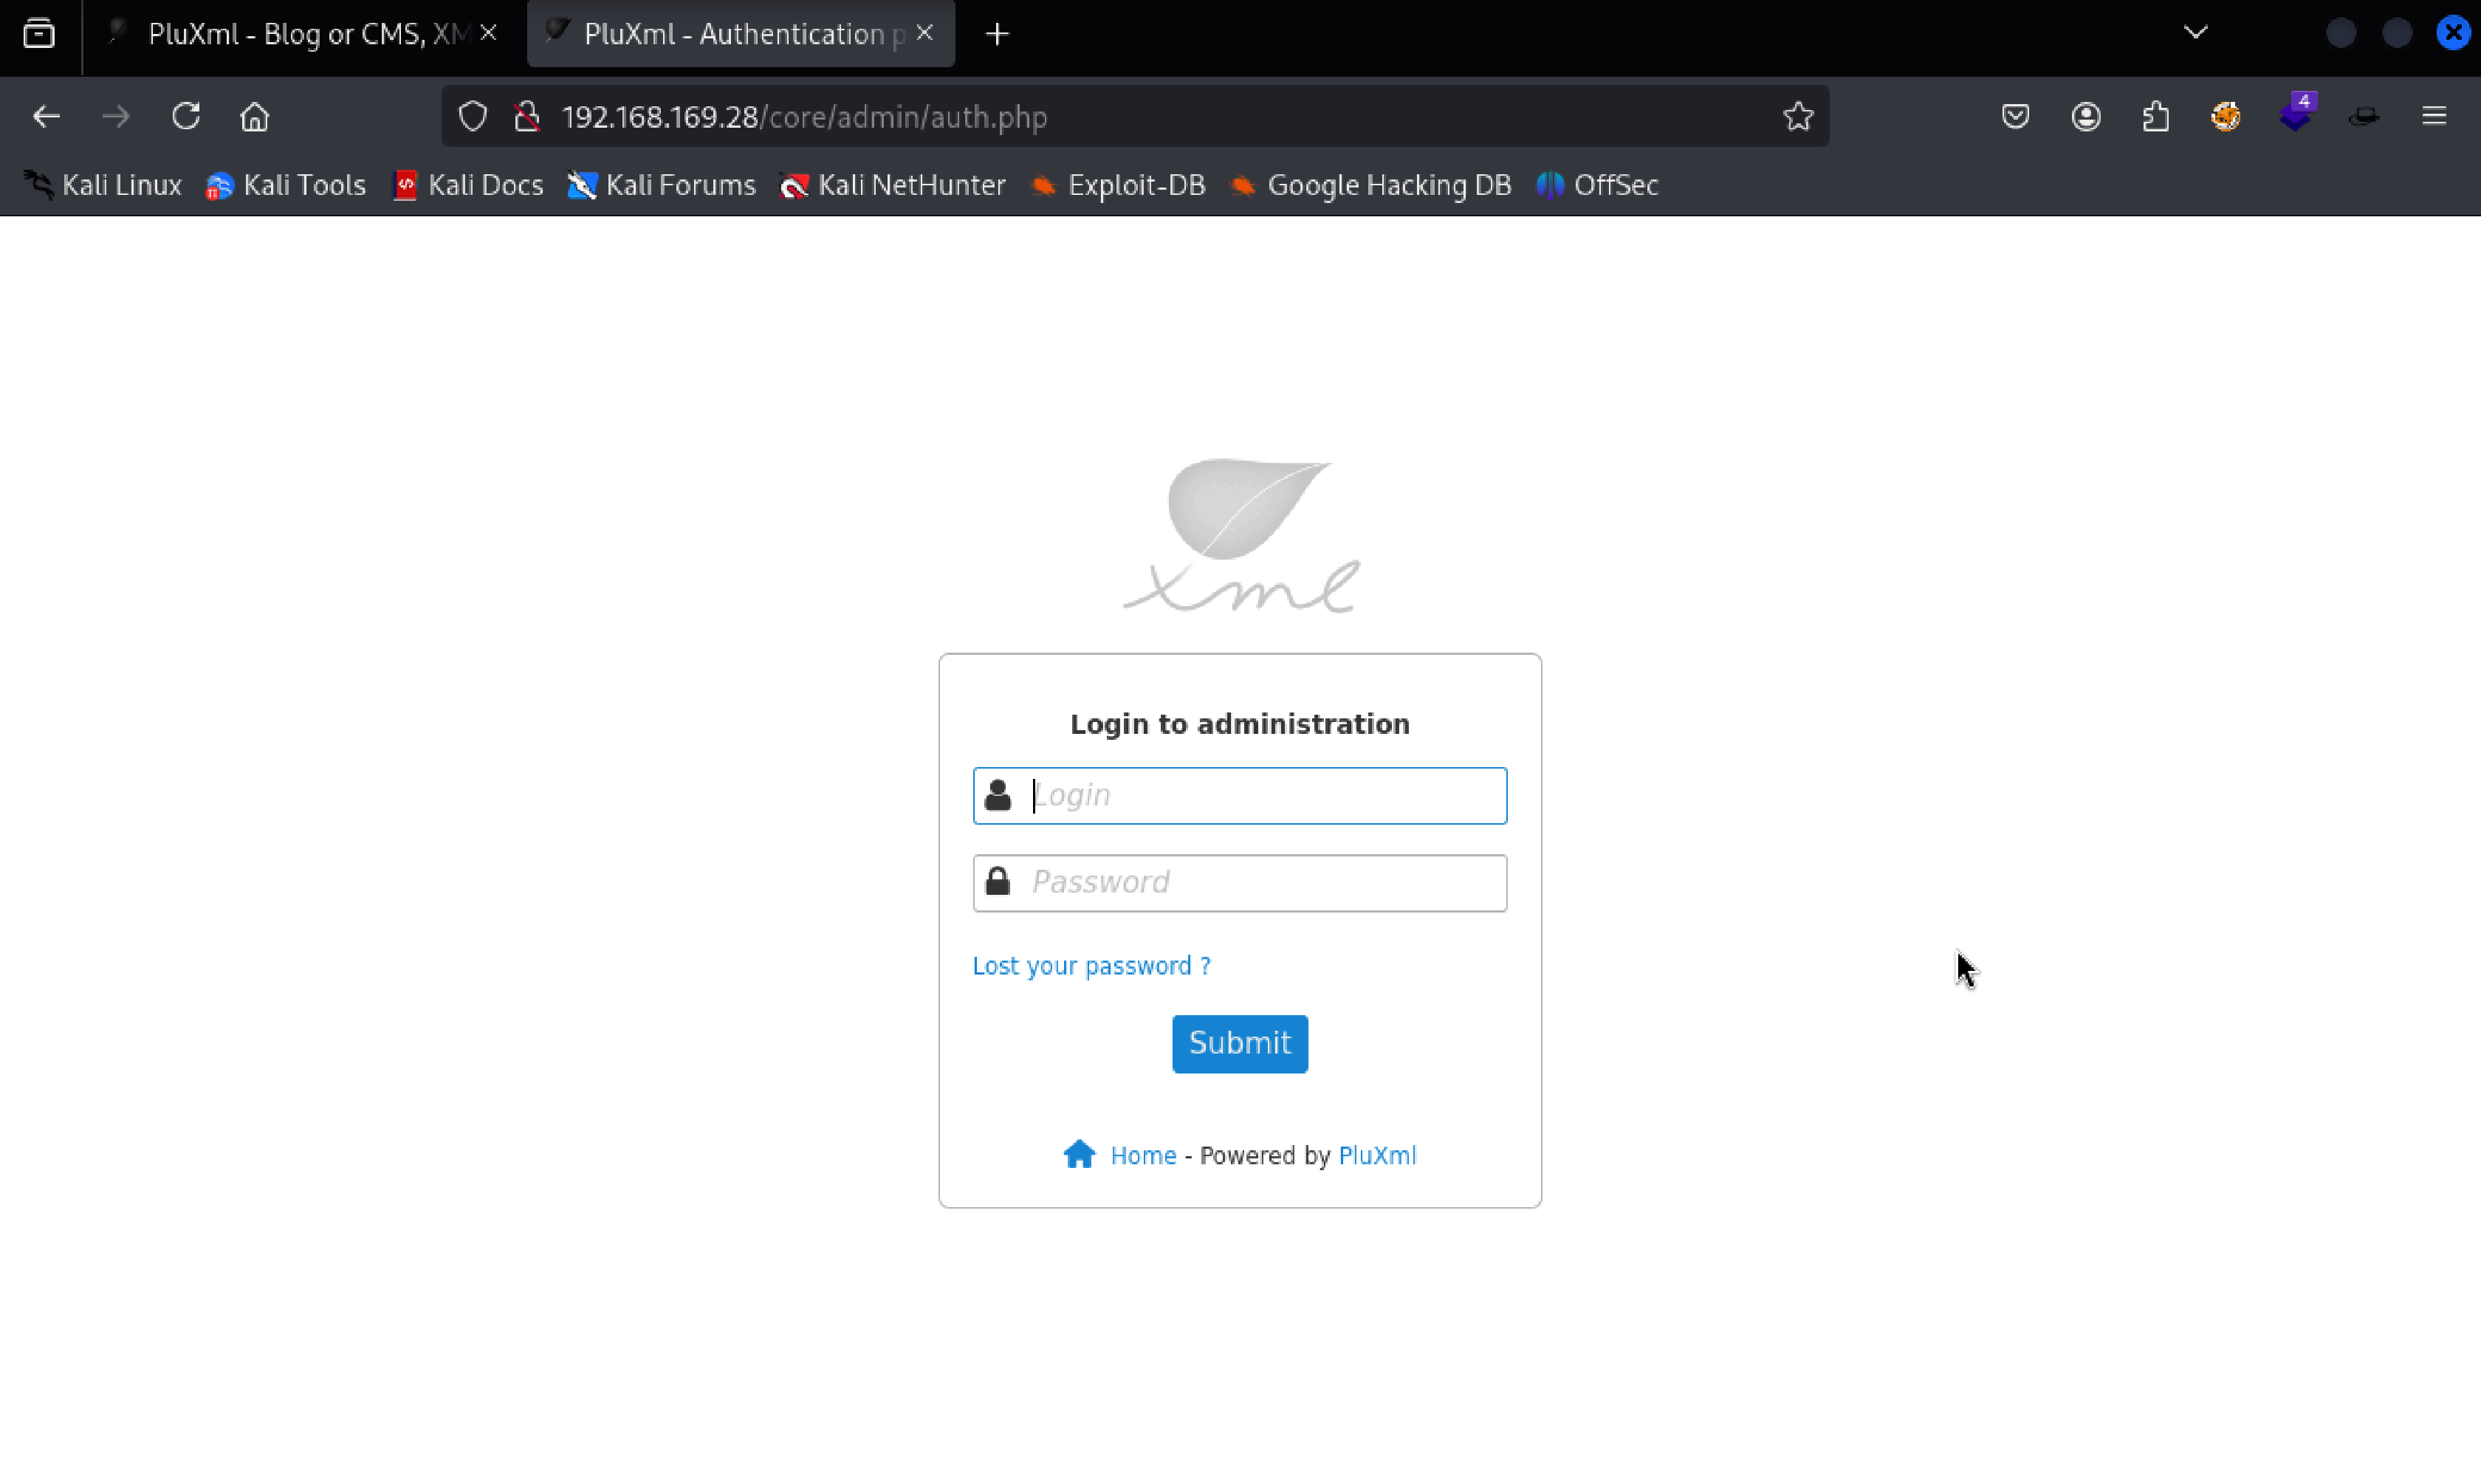 PluXml - Blog or CMS, XM
PluXml - Authentication p
192.168.169.28/core/admin/auth.php
4
Kali Linux Kali Tools Kali Docs Kali Forums Kali NetHunter Exploit-DB Google Hacking DB OffSec
xml
Login to administration
Login
Password
Lost your password ?
Submit
Home - Powered by PluXml